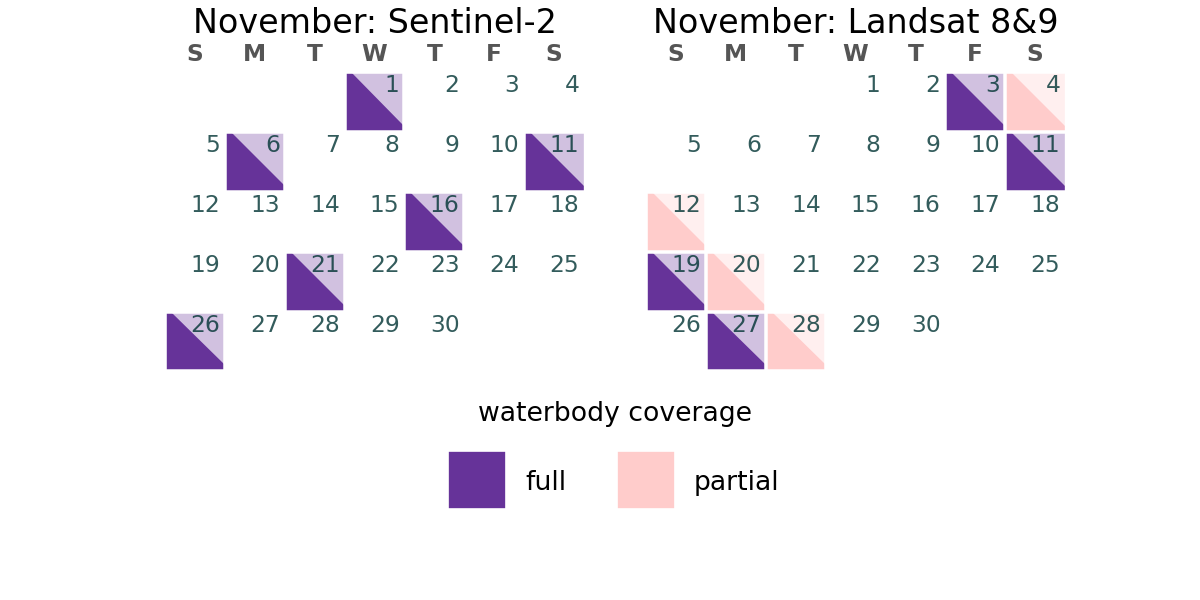 November: Sentinel-2
S M T W T F S
1 2 3 4
5 6 7 8 9 10 11
12 13 14 15 16 17 18
19 20 21 22 23 24 25
26 27 28 29 30
November: Landsat 8&9
S M T W T F S
1 2 3 4
5 6 7 8 9 10 11
12 13 14 15 16 17 18
19 20 21 22 23 24 25
26 27 28 29 30
waterbody coverage
full
partial